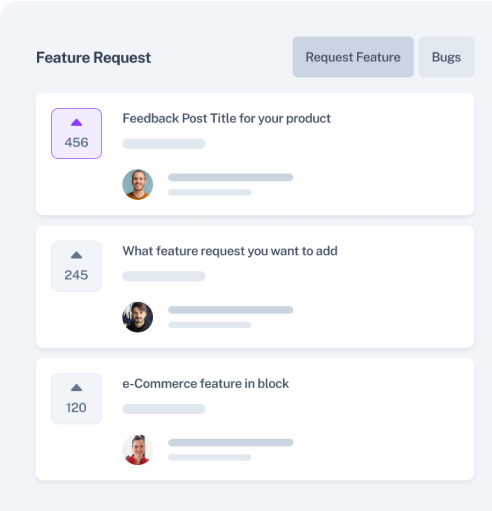 Feature Request
Request Feature
Bugs
Feedback Post Title for your product
456
What feature request you want to add
245
e-Commerce feature in block
120